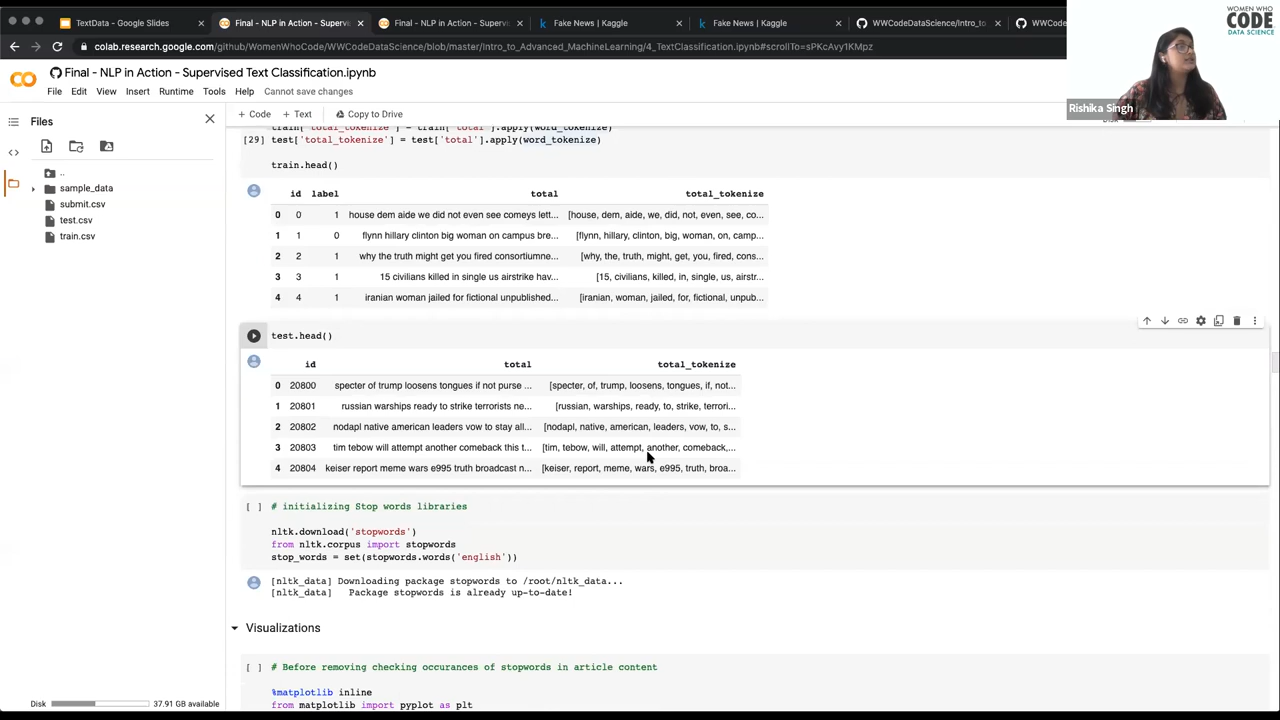 TextData - Google Slides
Final - NLP in Action - Supervis
Final - NLP in Action - Supervis
Fake News | Kaggle
Fake News | Kaggle
WWCodeDataScience/Intro_to
WWCode
colab.research.google.com/github/WomenWhoCode/WWCodeDataScience/blob/master/Intro_to_Advanced_MachineLearning/4_TextClassification.ipynb#scrollTo=sPKcAvy1KMpz
WOMEN WHO
CODE
DATA SCIENCE
Rishika Singh
Final - NLP in Action - Supervised Text Classification.ipynb
File Edit View Insert Runtime Tools Help Cannot save changes
Files
..
sample_data
submit.csv
test.csv
train.csv
Disk 37.91 GB available
+ Code + Text Copy to Drive
train['total_tokenize'] = train['total'].apply(word_tokenize)
[29] test['total_tokenize'] = test['total'].apply(word_tokenize)
train.head()
id label total total_tokenize
0 0 1 house dem aide we did not even see comeys lett... [house, dem, aide, we, did, not, even, see, co...
1 1 0 flynn hillary clinton big woman on campus bre... [flynn, hillary, clinton, big, woman, on, camp...
2 2 1 why the truth might get you fired consortiumne... [why, the, truth, might, get, you, fired, cons...
3 3 1 15 civilians killed in single us airstrike hav... [15, civilians, killed, in, single, us, airstr...
4 4 1 iranian woman jailed for fictional unpublished... [iranian, woman, jailed, for, fictional, unpub...
test.head()
id total total_tokenize
0 20800 specter of trump loosens tongues if not purse ... [specter, of, trump, loosens, tongues, if, not...
1 20801 russian warships ready to strike terrorists ne... [russian, warships, ready, to, strike, terrori...
2 20802 nodapl native american leaders vow to stay all... [nodapl, native, american, leaders, vow, to, s...
3 20803 tim tebow will attempt another comeback this t... [tim, tebow, will, attempt, another, comeback,...
4 20804 keiser report meme wars e995 truth broadcast n... [keiser, report, meme, wars, e995, truth, broa...
[ ] # initializing Stop words libraries
nltk.download('stopwords')
from nltk.corpus import stopwords
stop_words = set(stopwords.words('english'))
[nltk_data] Downloading package stopwords to /root/nltk_data...
[nltk_data] Package stopwords is already up-to-date!
Visualizations
[ ] # Before removing checking occurances of stopwords in article content
%matplotlib inline
from matplotlib import pyplot as plt